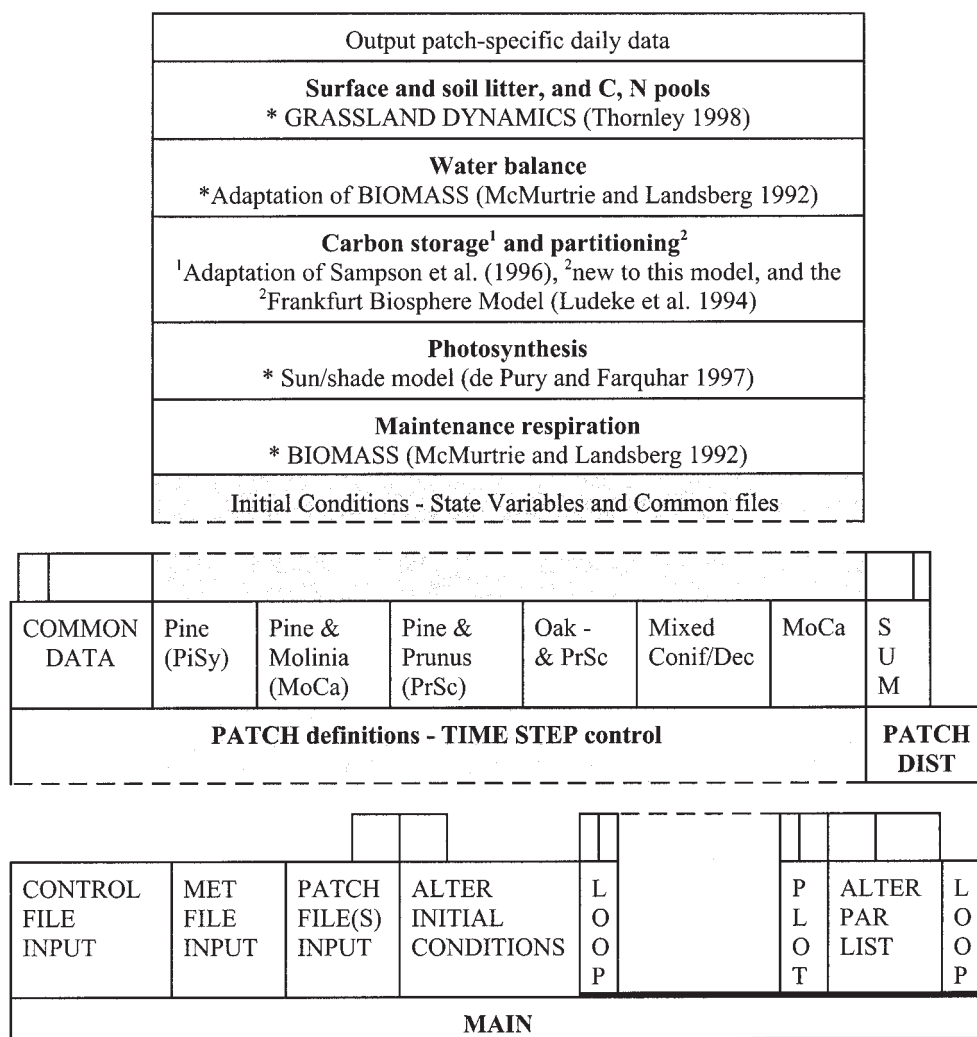 Output patch-specific daily data
Surface and soil litter, and C, N pools
* GRASSLAND DYNAMICS (Thornley 1998)
Water balance
*Adaptation of BIOMASS (McMurtrie and Landsberg 1992)
Carbon storage¹ and partitioning²
¹Adaptation of Sampson et al. (1996), ²new to this model, and the
²Frankfurt Biosphere Model (Ludeke et al. 1994)
Photosynthesis
* Sun/shade model (de Pury and Farquhar 1997)
Maintenance respiration
* BIOMASS (McMurtrie and Landsberg 1992)
Initial Conditions - State Variables and Common files
COMMON
DATA
Pine
(PiSy)
Pine &
Molinia
(MoCa)
Pine &
Prunus
(PrSc)
Oak -
& PrSc
Mixed
Conif/Dec
MoCa
S
U
M
PATCH definitions - TIME STEP control
PATCH
DIST
CONTROL
FILE
INPUT
MET
FILE
INPUT
PATCH
FILE(S)
INPUT
ALTER
INITIAL
CONDITIONS
L
O
O
P
P
L
O
T
ALTER
PAR
LIST
L
O
O
P
MAIN